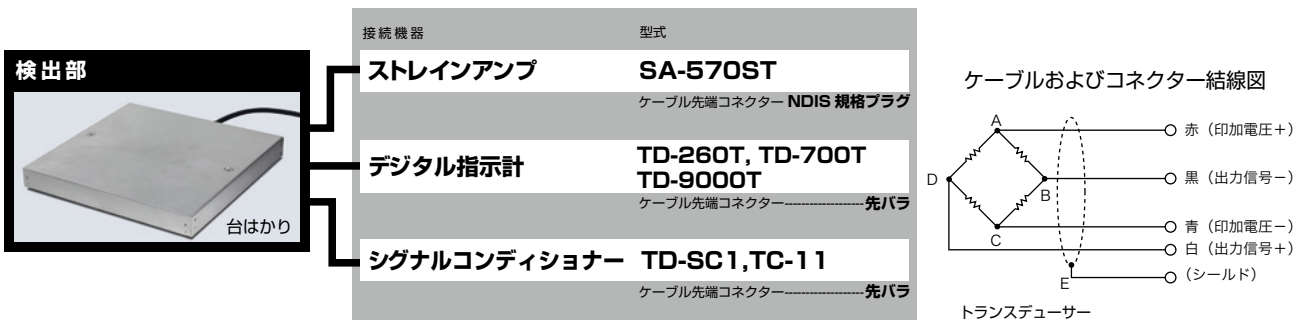 検出部
台はかり
接続機器 型式
ストレインアンプ SA-570ST
ケーブル先端コネクター NDIS 規格プラグ
デジタル指示計 TD-260T, TD-700T
TD-9000T
ケーブル先端コネクター-------------------先バラ
シグナルコンディショナー TD-SC1,TC-11
ケーブル先端コネクター-------------------先バラ
ケーブルおよびコネクター結線図
A
赤（印加電圧＋）
D
B
黒（出力信号－）
C
青（印加電圧－）
白（出力信号＋）
E
（シールド）
トランスデューサー